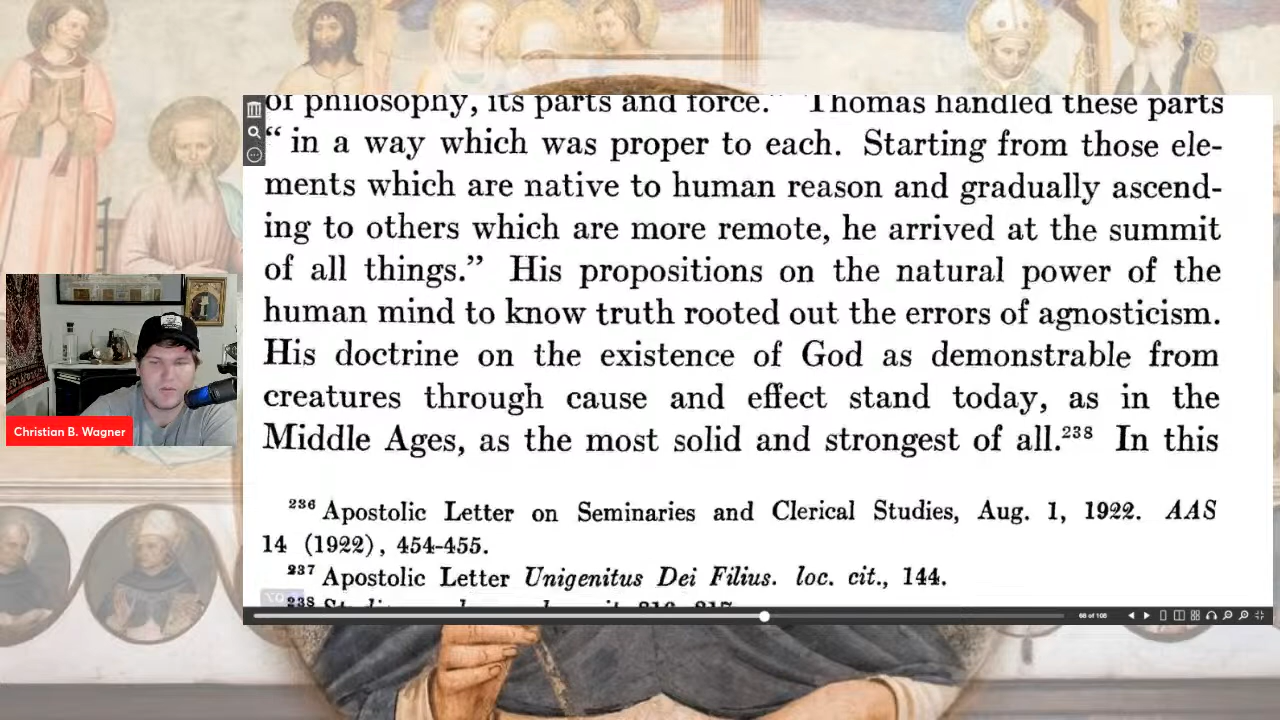 of philosophy, its parts and force.” Thomas handled these parts
“ in a way which was proper to each. Starting from those ele-
ments which are native to human reason and gradually ascend-
ing to others which are more remote, he arrived at the summit
of all things.” His propositions on the natural power of the
human mind to know truth rooted out the errors of agnosticism.
His doctrine on the existence of God as demonstrable from
creatures through cause and effect stand today, as in the
Middle Ages, as the most solid and strongest of all.²³⁸ In this
²³⁶ Apostolic Letter on Seminaries and Clerical Studies, Aug. 1, 1922. AAS
14 (1922), 454-455.
²³⁷ Apostolic Letter Unigenitus Dei Filius. loc. cit., 144.
²³⁸
Christian B. Wagner
68 of 108